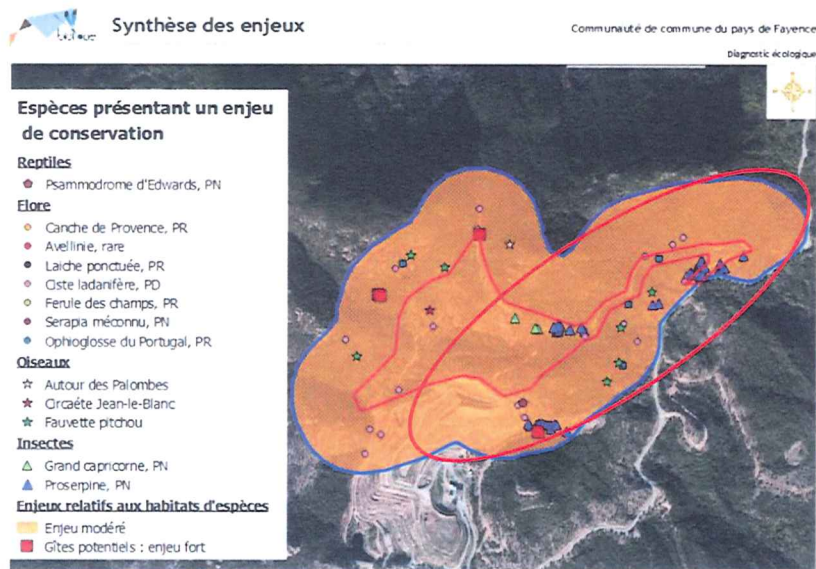 Synthèse des enjeux
Communauté de commune du pays de Fayence
Diagnostic écologique
Espèces présentant un enjeu
de conservation
Reptiles
Psammodrome d'Edwards, PN
Flore
Canche de Provence, PR
Avellinie, rare
Laiche ponctuée, PR
Ciste ladanifère, PD
Ferule des champs, PR
Serapia méconnu, PN
Ophioglosse du Portugal, PR
Oiseaux
Autour des Palombes
Circaéte Jean-le-Blanc
Fauvette pitchou
Insectes
Grand capricorne, PN
Proserpine, PN
Enjeux relatifs aux habitats d'espèces
Enjeu modéré
Gîtes potentiels : enjeu fort